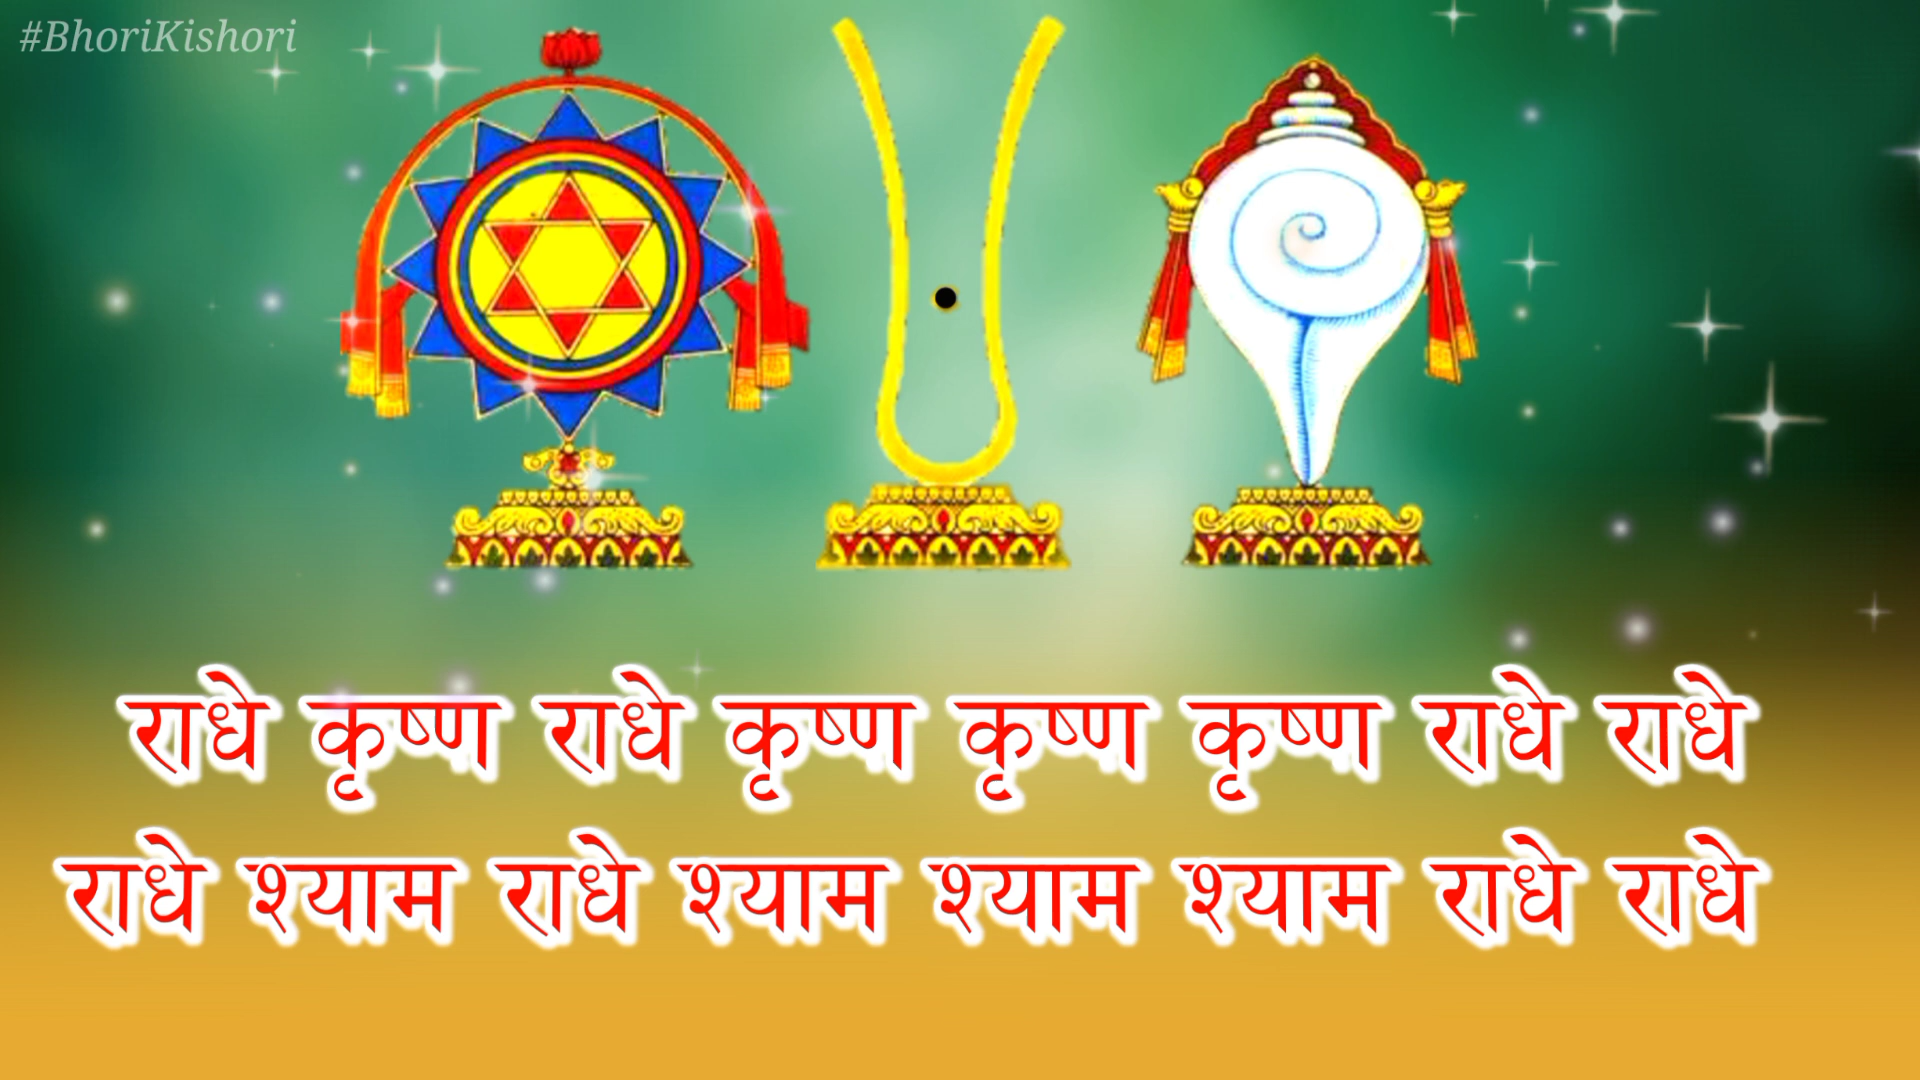 #BhoriKishori
राधे कृष्ण राधे कृष्ण कृष्ण कृष्ण राधे राधे
राधे श्याम राधे श्याम श्याम श्याम राधे राधे